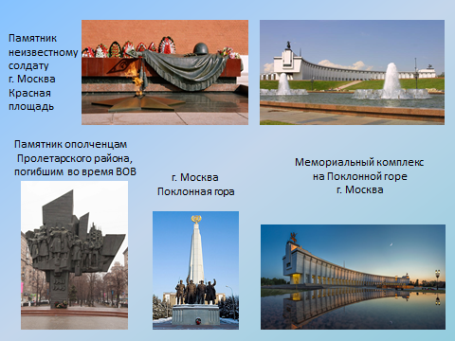 Памятник
неизвестному
солдату
г. Москва
Красная
площадь
Памятник ополченцам
Пролетарского района,
погибшим во время ВОВ
г. Москва
Поклонная гора
Мемориальный комплекс
на Поклонной горе
г. Москва